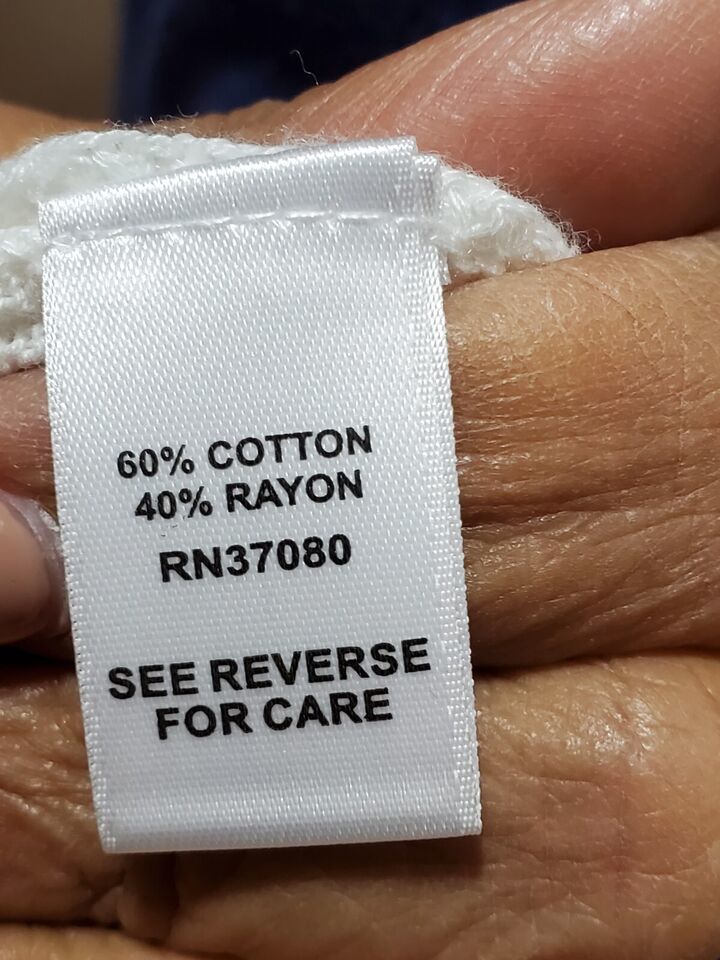 60% COTTON
40% RAYON
RN37080
SEE REVERSE
FOR CARE